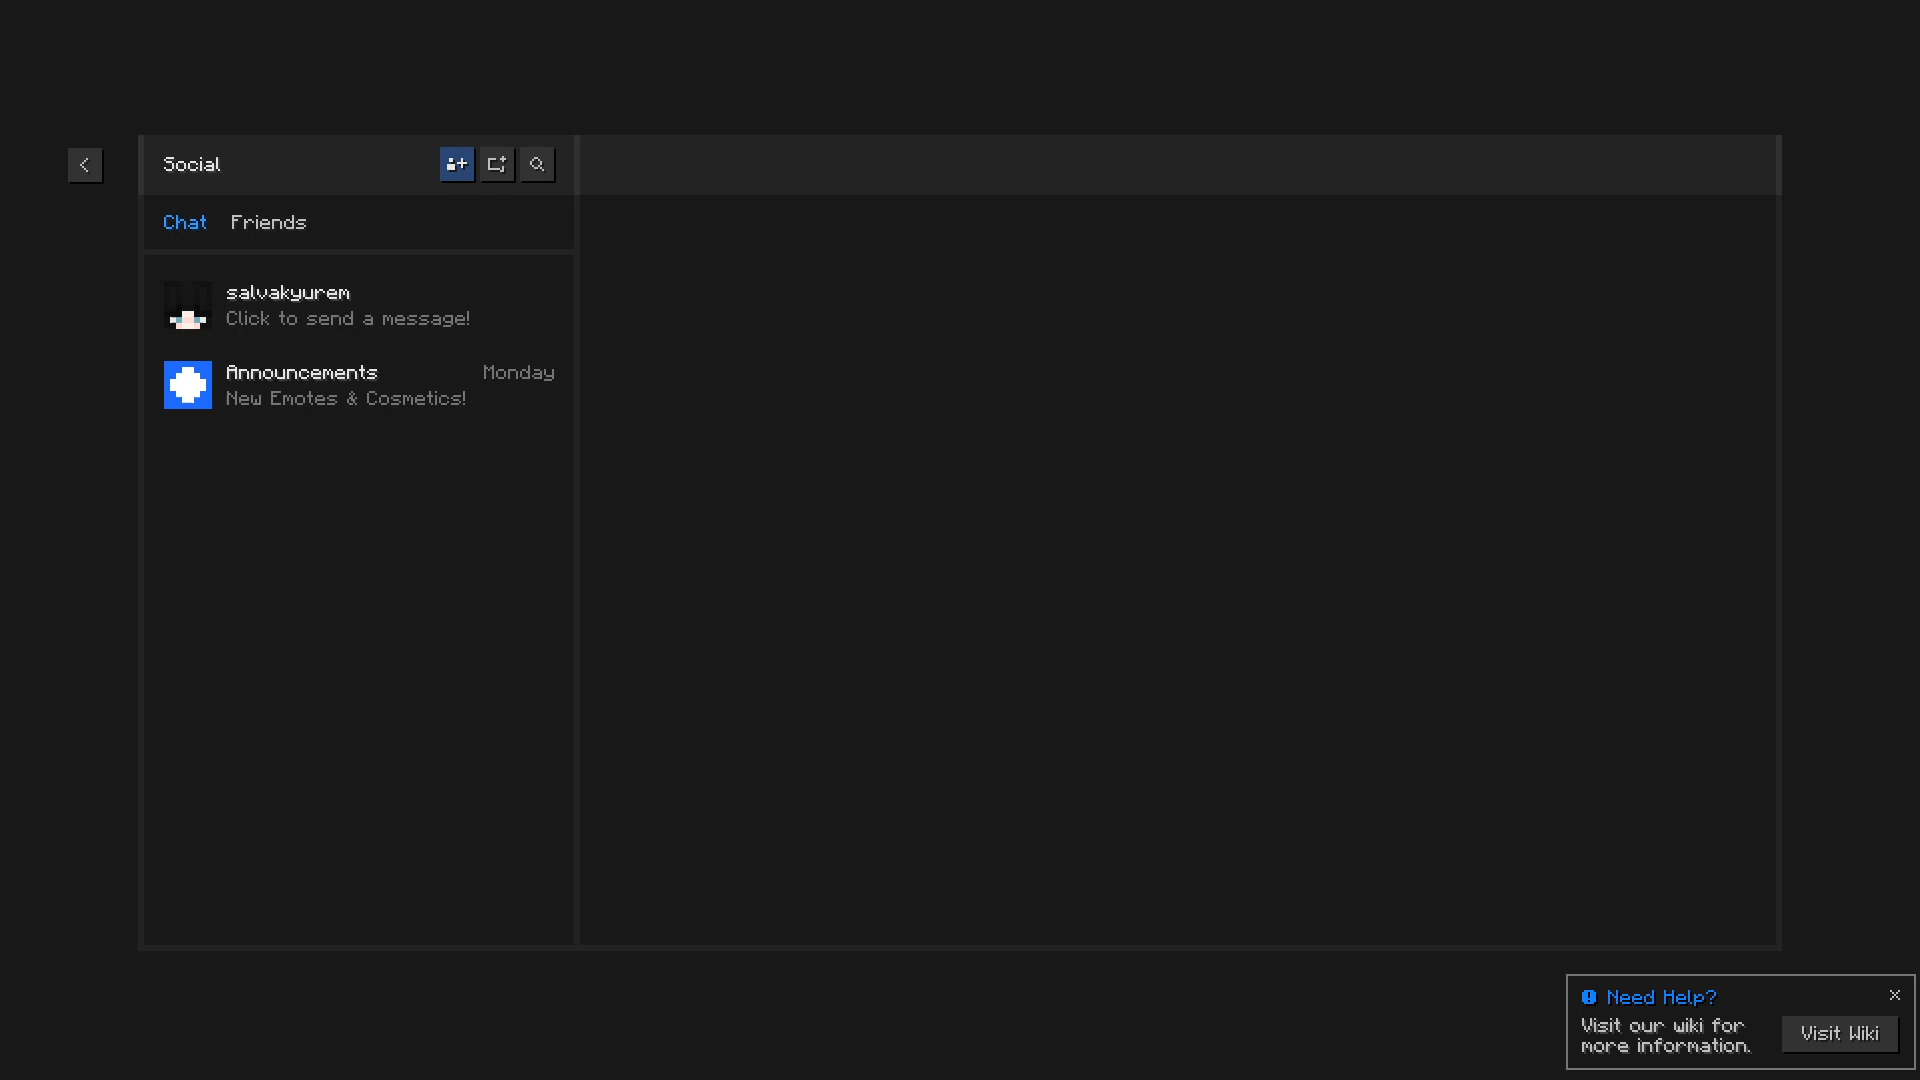 Social
Chat Friends
salvakyurem
Click to send a message!
Announcements Monday
New Emotes & Cosmetics!
Need Help?
Visit our wiki for
more information.
Visit Wiki